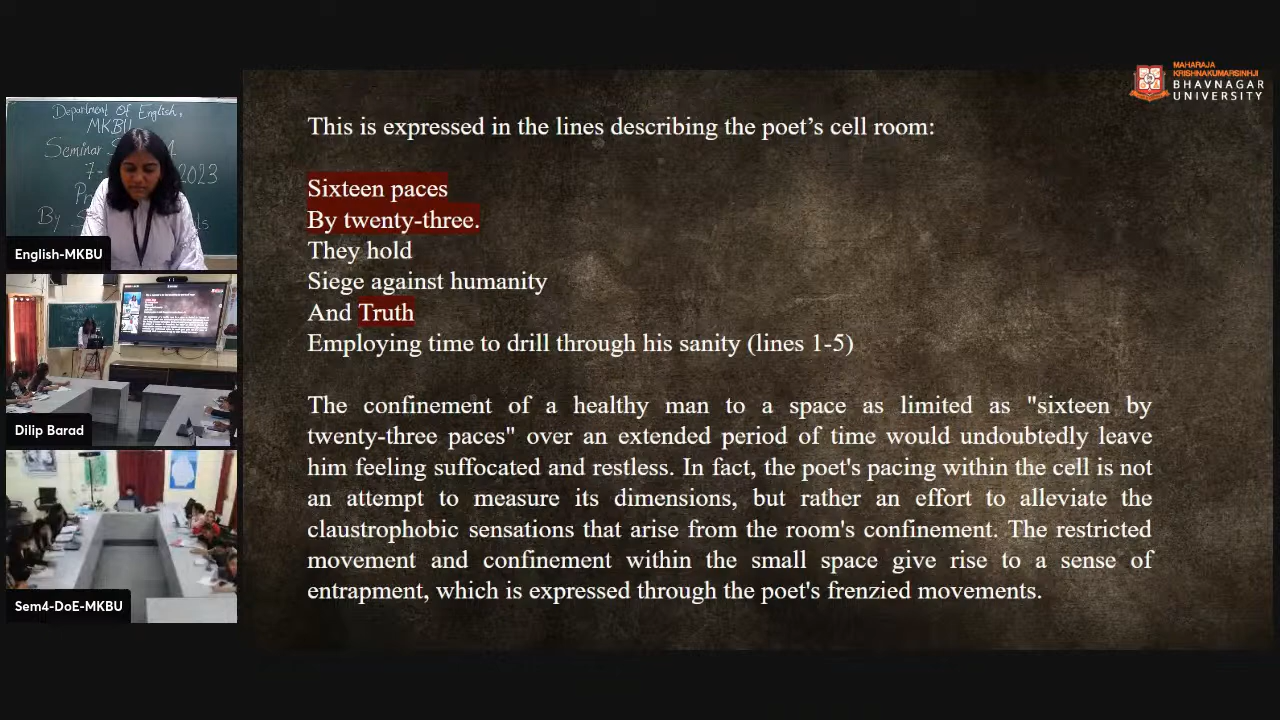 MAHARAJA
KRISHNAKUMARSINHJI
BHAVNAGAR
UNIVERSITY
Department Of English,
MKBU
Seminar
7-
2023
By
English-MKBU
Dilip Barad
Sem4-DoE-MKBU
This is expressed in the lines describing the poet’s cell room:
Sixteen paces
By twenty-three.
They hold
Siege against humanity
And Truth
Employing time to drill through his sanity (lines 1-5)
The confinement of a healthy man to a space as limited as "sixteen by
twenty-three paces" over an extended period of time would undoubtedly leave
him feeling suffocated and restless. In fact, the poet's pacing within the cell is not
an attempt to measure its dimensions, but rather an effort to alleviate the
claustrophobic sensations that arise from the room's confinement. The restricted
movement and confinement within the small space give rise to a sense of
entrapment, which is expressed through the poet's frenzied movements.